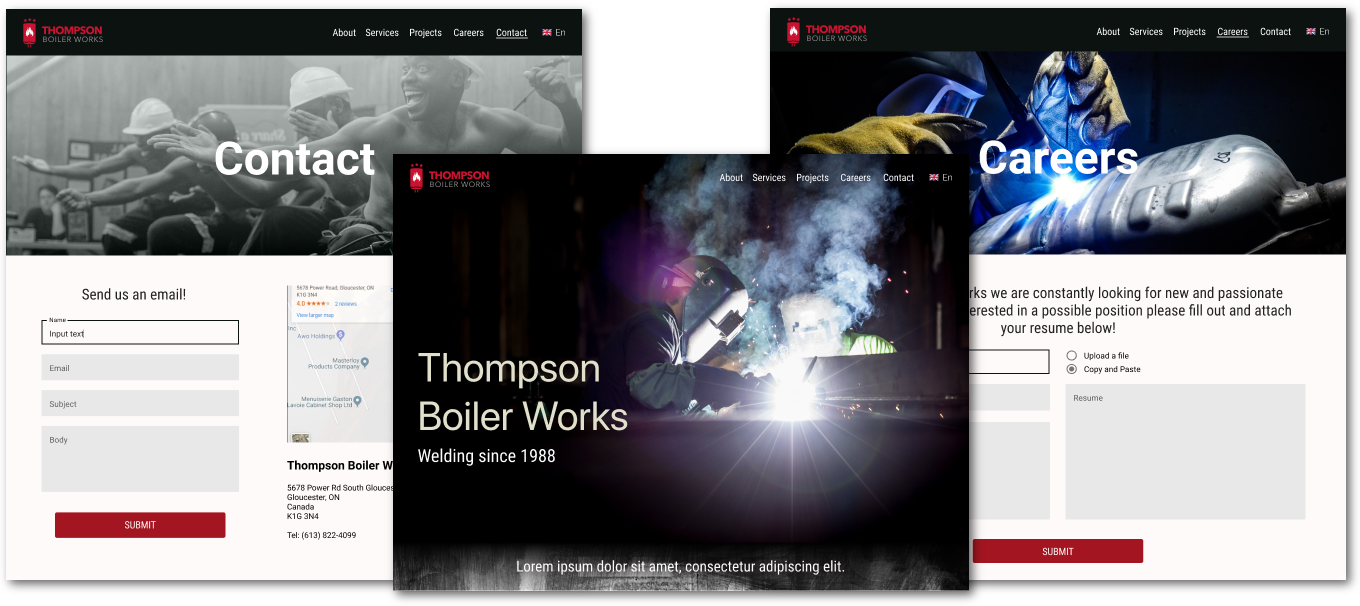 THOMPSON
BOILER WORKS
About Services Projects Careers Contact En
Contact
Send us an email!
Name
Input text
Email
Subject
Body
SUBMIT
5678 Power Road, Gloucester, ON
K1G 3N4
4.0 2 reviews
View larger map
Inc
Awo Holdings
Masterloy
Products Company
Menuiserie Gaston
Lavoie Cabinet Shop Ltd
Thompson Boiler W
5678 Power Rd South Glouces
Gloucester, ON
Canada
K1G 3N4
Tel: (613) 822-4099
THOMPSON
BOILER WORKS
About Services Projects Careers Contact En
Thompson
Boiler Works
Welding since 1988
Lorem ipsum dolor sit amet, consectetur adipiscing elit.
THOMPSON
BOILER WORKS
About Services Projects Careers Contact En
Careers
rks we are constantly looking for new and passionate
erested in a possible position please fill out and attach
your resume below!
Upload a file
Copy and Paste
Resume
SUBMIT